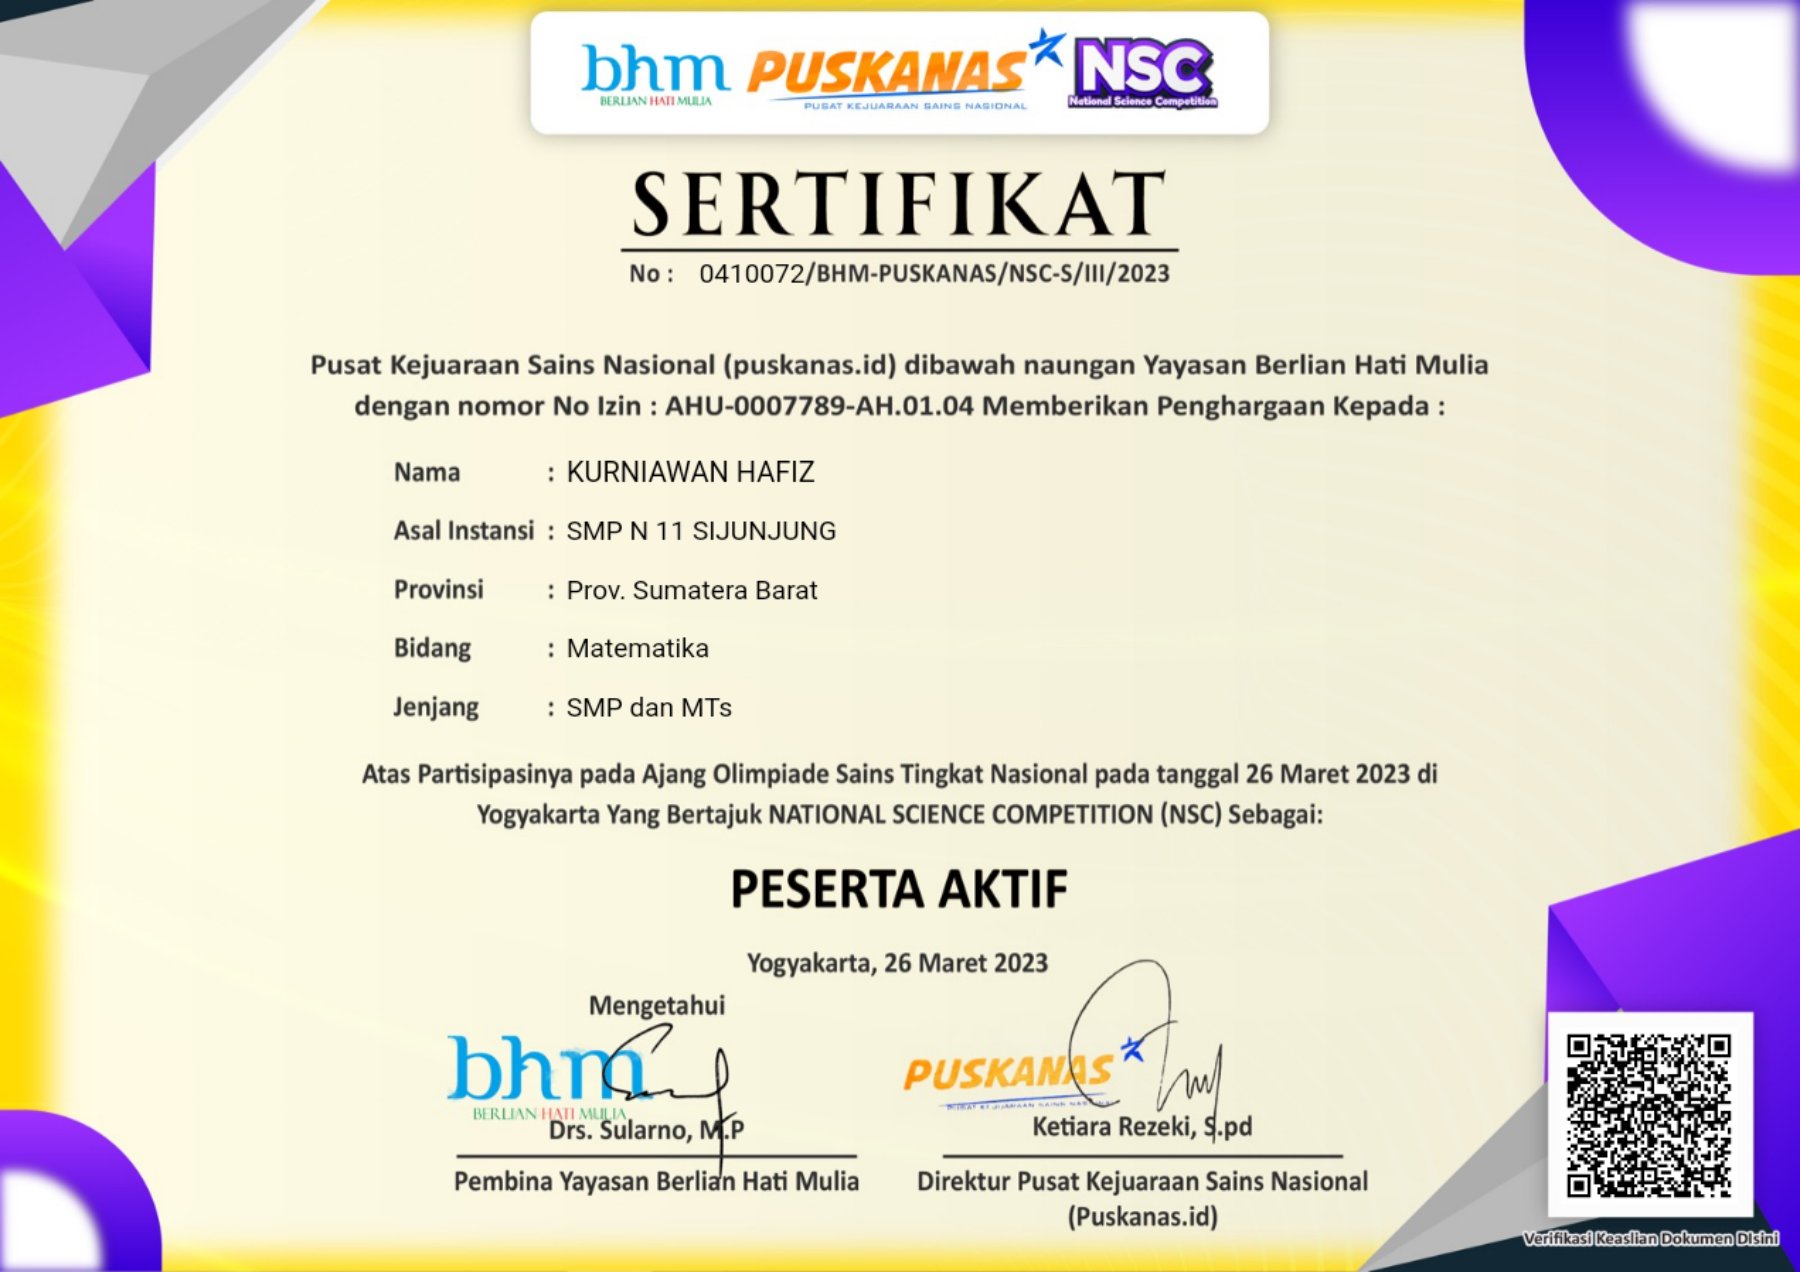 bhm
BERLIAN HATI MULIA
PUSKANAS
PUSAT KEJUARAAN SAINS NASIONAL
NSC
National Science Competition
SERTIFIKAT
No : 0410072/BHM-PUSKANAS/NSC-S/III/2023
Pusat Kejuaraan Sains Nasional (puskanas.id) dibawah naungan Yayasan Berlian Hati Mulia
dengan nomor No Izin : AHU-0007789-AH.01.04 Memberikan Penghargaan Kepada :
Nama : KURNIAWAN HAFIZ
Asal Instansi : SMP N 11 SIJUNJUNG
Provinsi : Prov. Sumatera Barat
Bidang : Matematika
Jenjang : SMP dan MTs
Atas Partisipasinya pada Ajang Olimpiade Sains Tingkat Nasional pada tanggal 26 Maret 2023 di
Yogyakarta Yang Bertajuk NATIONAL SCIENCE COMPETITION (NSC) Sebagai:
PESERTA AKTIF
Yogyakarta, 26 Maret 2023
Mengetahui
bhm
BERLIAN HATI MULIA
Drs. Sularno, M.P
Pembina Yayasan Berlian Hati Mulia
PUSKANAS
PUSAT KEJUARAAN SAINS NASIONAL
Ketiara Rezeki, S.pd
Direktur Pusat Kejuaraan Sains Nasional
(Puskanas.id)
Verifikasi Keaslian Dokumen DIsini